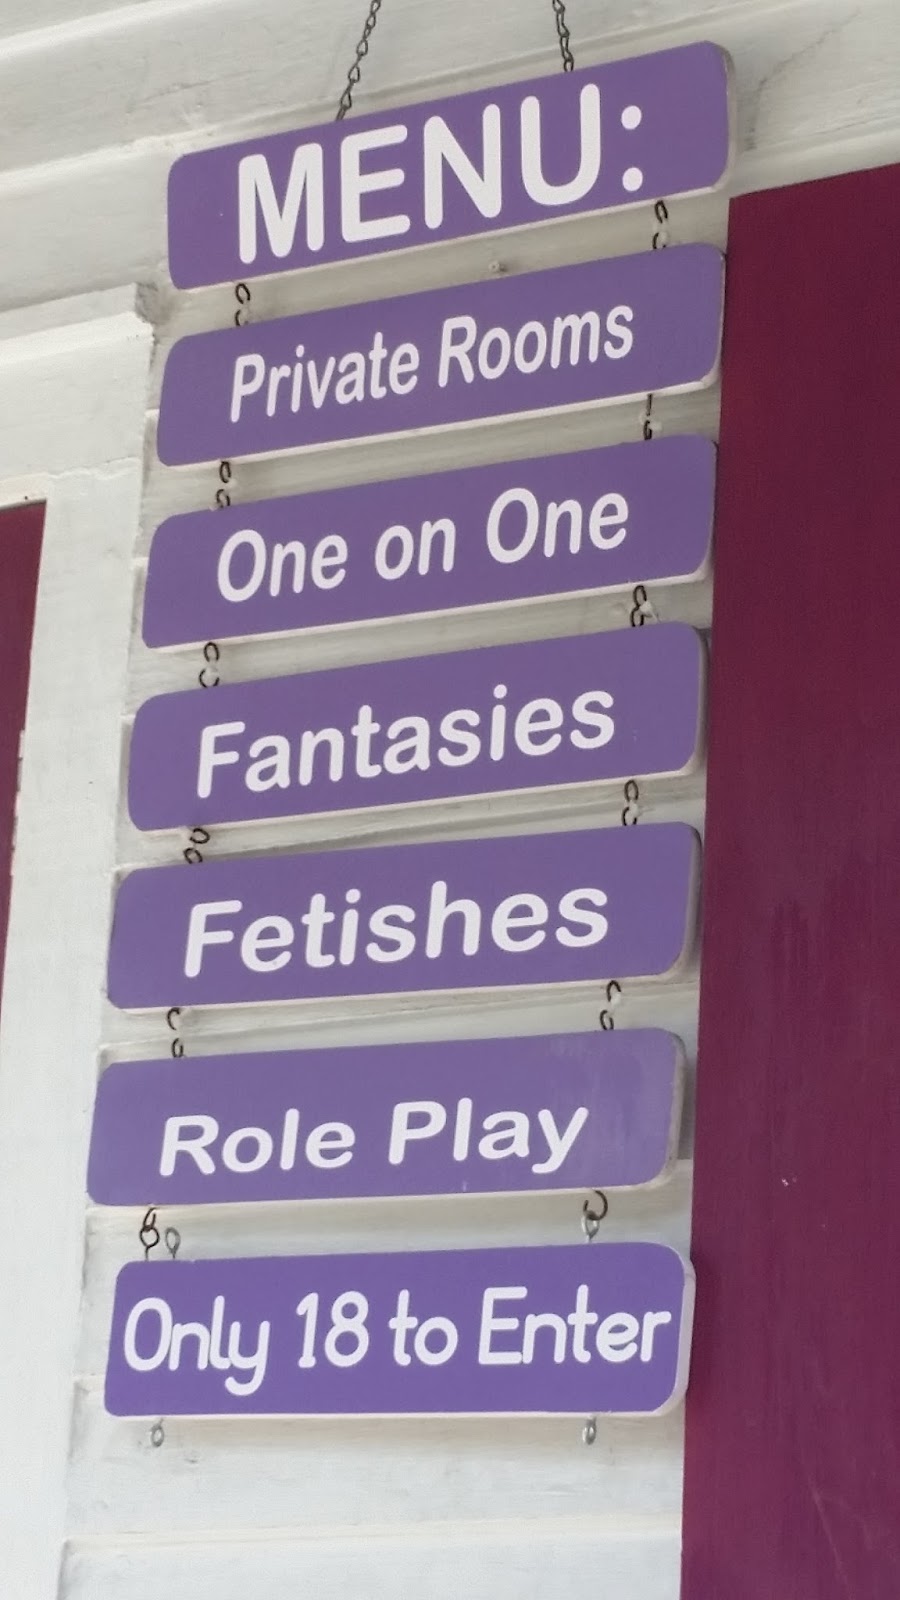 MENU:
Private Rooms
One on One
Fantasies
Fetishes
Role Play
Only 18 to Enter